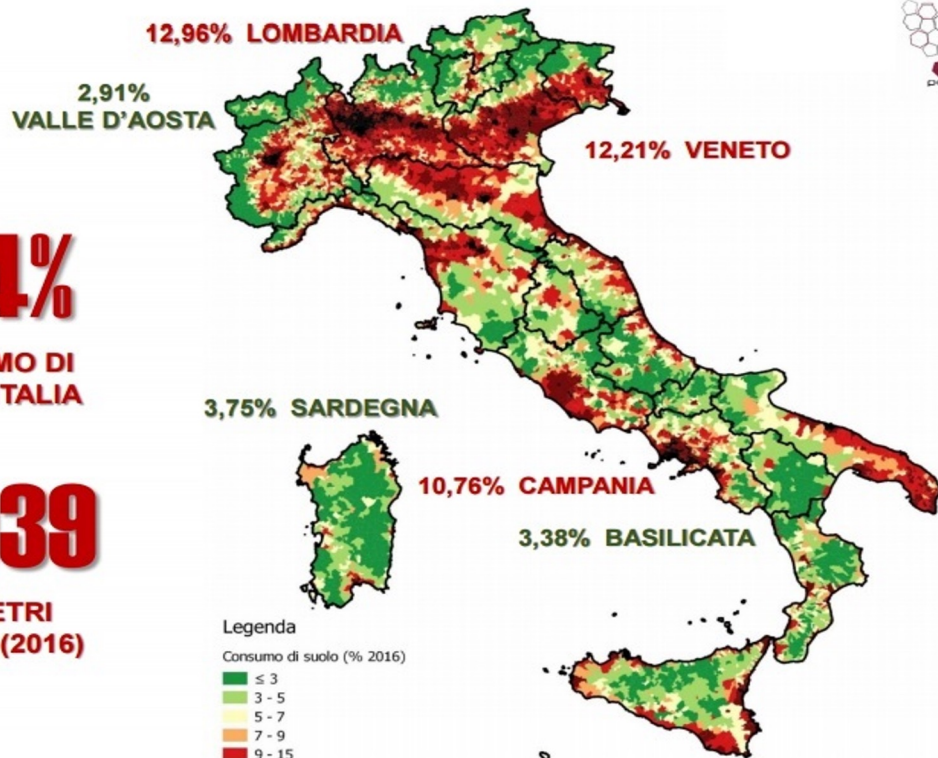 12,96% LOMBARDIA
2,91%
VALLE D'AOSTA
12,21% VENETO
4%
MO DI
TALIA
3,75% SARDEGNA
10,76% CAMPANIA
39
3,38% BASILICATA
ETRI
(2016)
Legenda
Consumo di suolo (% 2016)
≤ 3
3 - 5
5 - 7
7 - 9
9 - 15